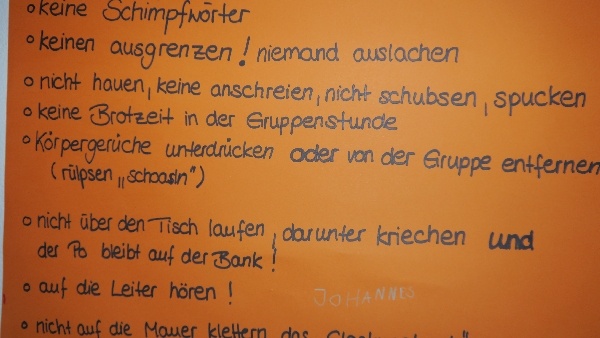 • keine Schimpfwörter
• keinen ausgrenzen! niemand auslachen
• nicht hauen, keine anschreien, nicht schubsen, spucken
• keine Brotzeit in der Gruppenstunde
• Körpergerüche unterdrücken oder von der Gruppe entfernen
(rülpsen „schoasln")
• nicht über den Tisch laufen, darunter kriechen und
der Po bleibt auf der Bank!
• auf die Leiter hören!
JOHANNES
• nicht auf die Mauer klettern das